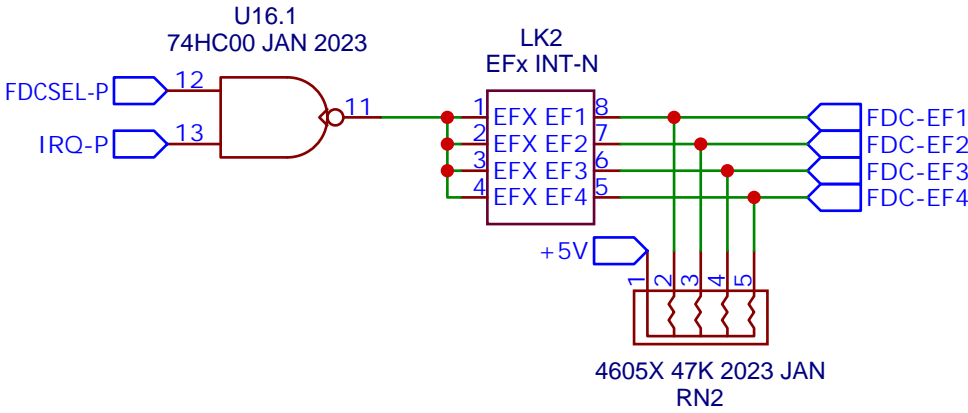 U16.1
74HC00 JAN 2023
FDCSEL-P
12
IRQ-P
13
11
LK2
EFx INT-N
1 EFX EF1 8
2 EFX EF2 7
3 EFX EF3 6
4 EFX EF4 5
FDC-EF1
FDC-EF2
FDC-EF3
FDC-EF4
+5V
1 2 3 4 5
4605X 47K 2023 JAN
RN2